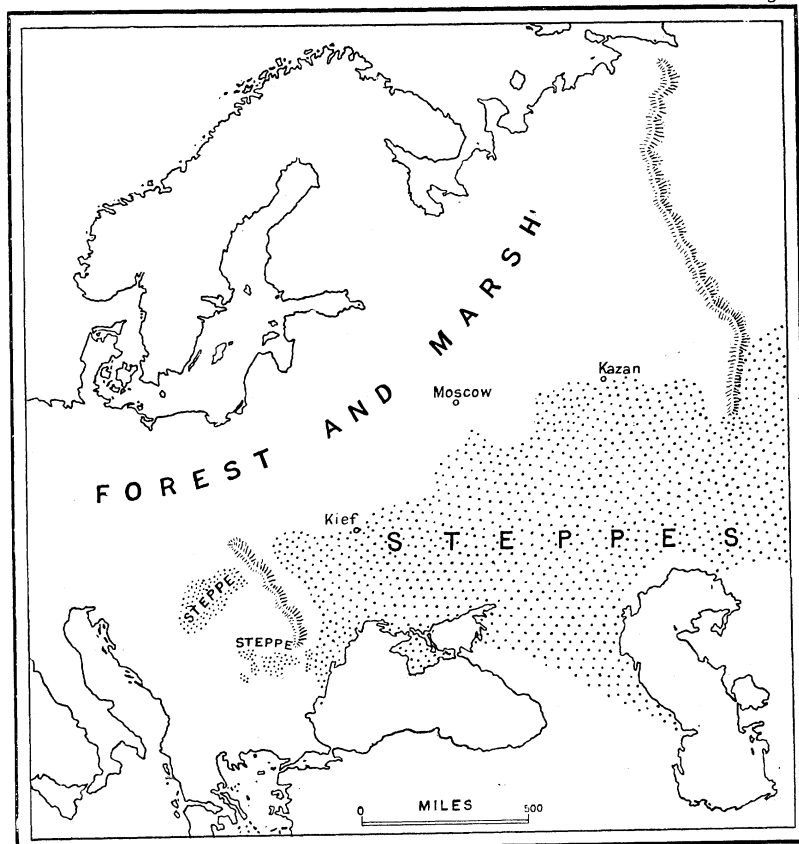 FOREST AND MARSH
Kazan
Moscow
Kief
STEPPES
STEPPE
STEPPE
0 MILES 500